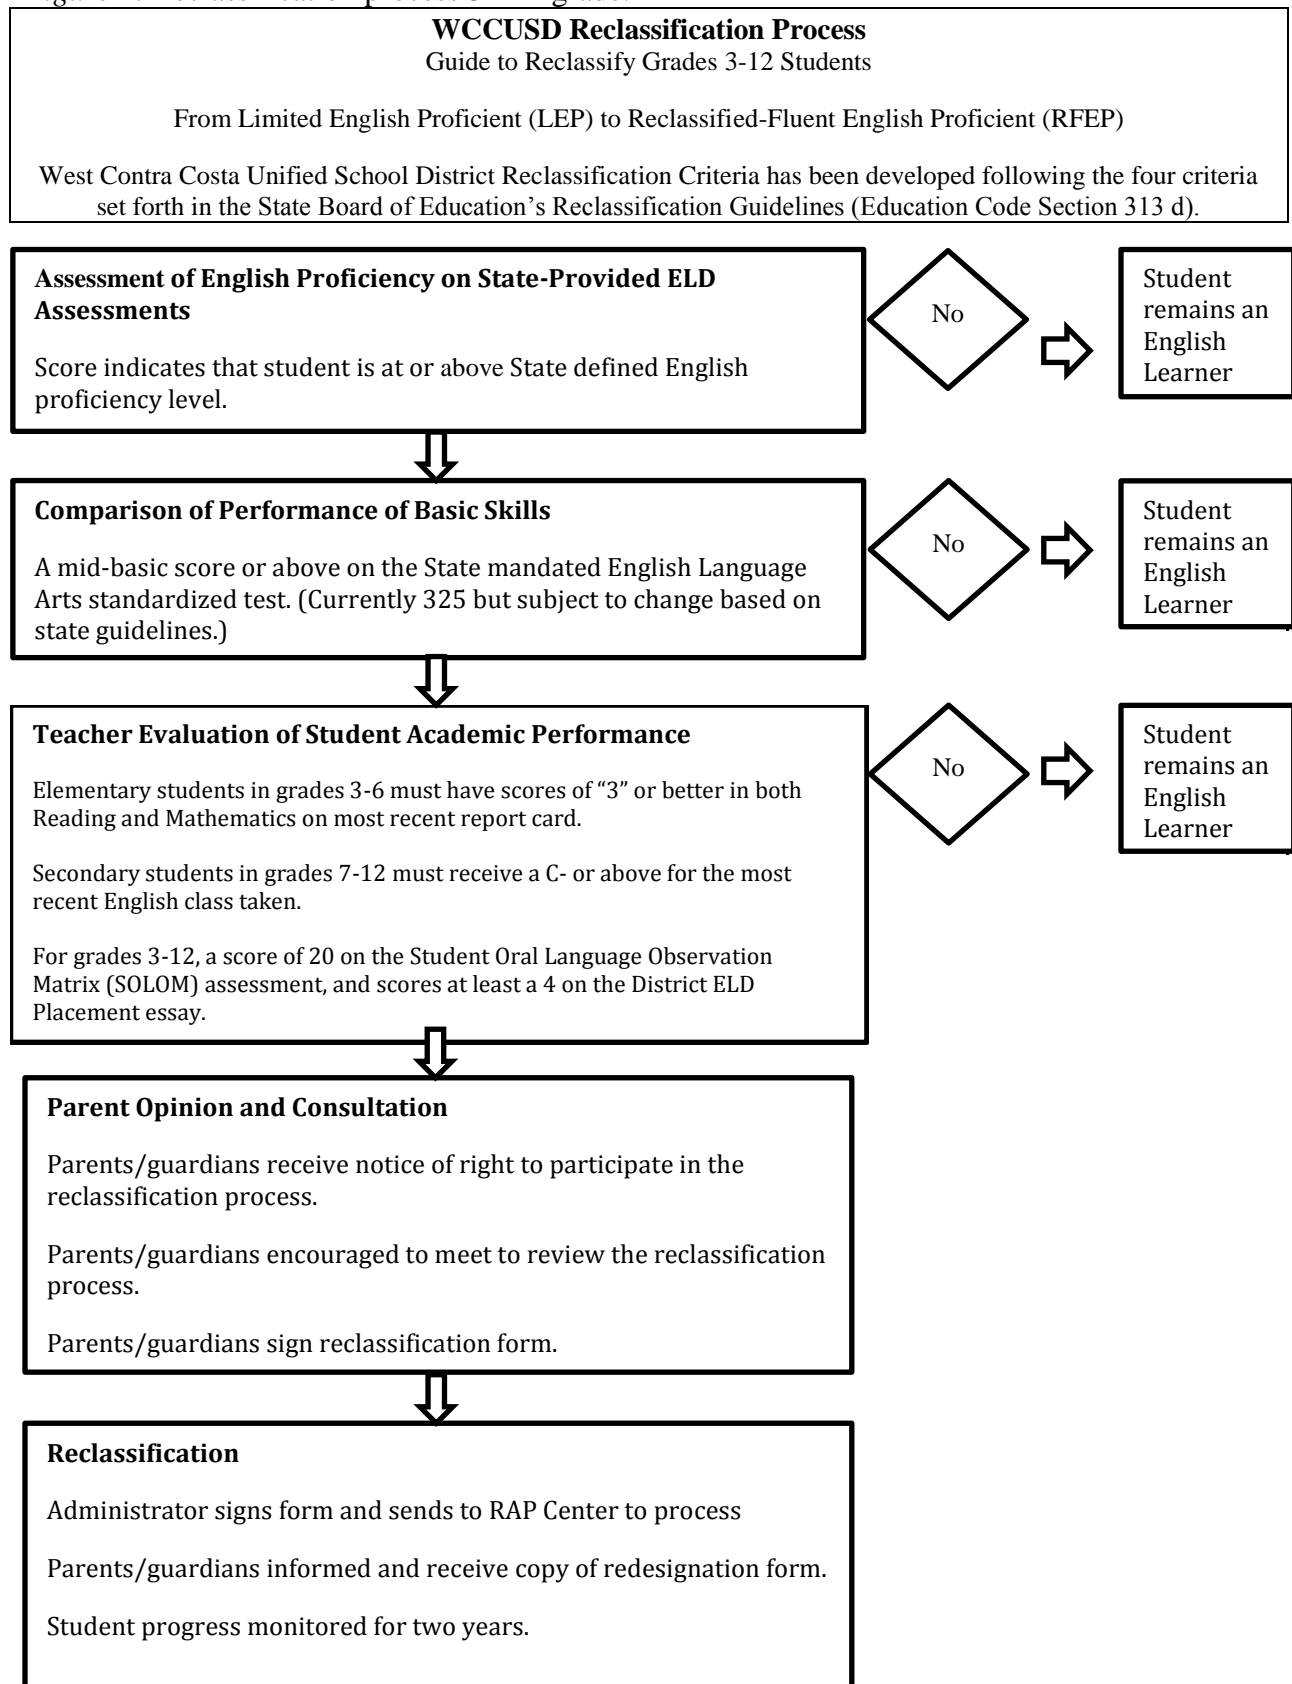 WCCUSD Reclassification Process
Guide to Reclassify Grades 3-12 Students
From Limited English Proficient (LEP) to Reclassified-Fluent English Proficient (RFEP)
West Contra Costa Unified School District Reclassification Criteria has been developed following the four criteria
set forth in the State Board of Education's Reclassification Guidelines (Education Code Section 313 d).
Assessment of English Proficiency on State-Provided ELD
Assessments
Score indicates that student is at or above State defined English
proficiency level.
No
Student
remains an
English
Learner
Comparison of Performance of Basic Skills
A mid-basic score or above on the State mandated English Language
Arts standardized test. (Currently 325 but subject to change based on
state guidelines.)
No
Student
remains an
English
Learner
Teacher Evaluation of Student Academic Performance
Elementary students in grades 3-6 must have scores of “3” or better in both
Reading and Mathematics on most recent report card.
Secondary students in grades 7-12 must receive a C- or above for the most
recent English class taken.
For grades 3-12, a score of 20 on the Student Oral Language Observation
Matrix (SOLOM) assessment, and scores at least a 4 on the District ELD
Placement essay.
No
Student
remains an
English
Learner
Parent Opinion and Consultation
Parents/guardians receive notice of right to participate in the
reclassification process.
Parents/guardians encouraged to meet to review the reclassification
process.
Parents/guardians sign reclassification form.
Reclassification
Administrator signs form and sends to RAP Center to process
Parents/guardians informed and receive copy of redesignation form.
Student progress monitored for two years.